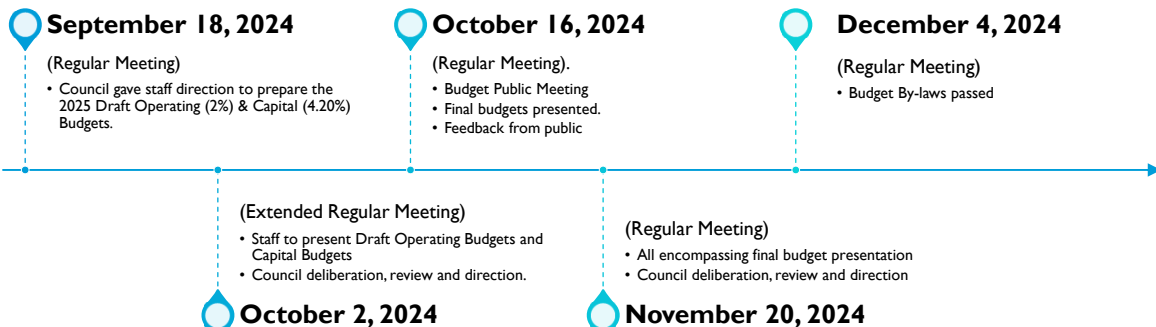 September 18, 2024
(Regular Meeting)
• Council gave staff direction to prepare the
2025 Draft Operating (2%) & Capital (4.20%)
Budgets.
October 16, 2024
(Regular Meeting).
• Budget Public Meeting
• Final budgets presented.
• Feedback from public
December 4, 2024
(Regular Meeting)
• Budget By-laws passed
(Extended Regular Meeting)
• Staff to present Draft Operating Budgets and
Capital Budgets
• Council deliberation, review and direction.
October 2, 2024
(Regular Meeting)
• All encompassing final budget presentation
• Council deliberation, review and direction
November 20, 2024